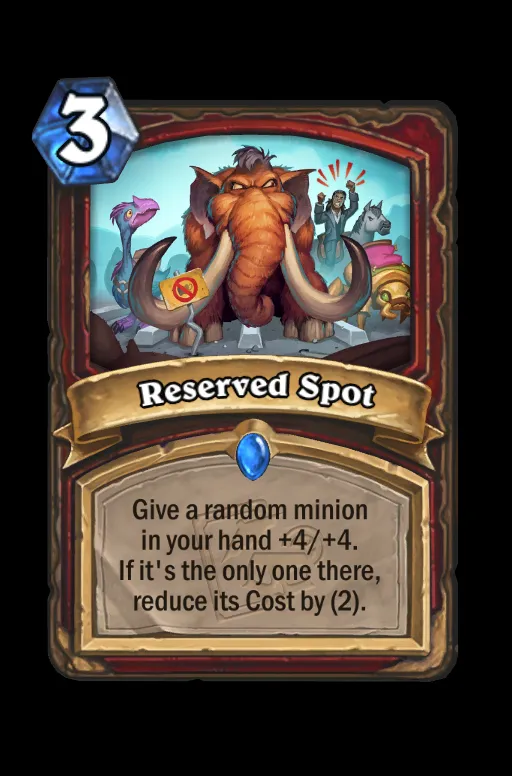 3
Reserved Spot
Give a random minion
in your hand +4/+4.
If it's the only one there,
reduce its Cost by (2).